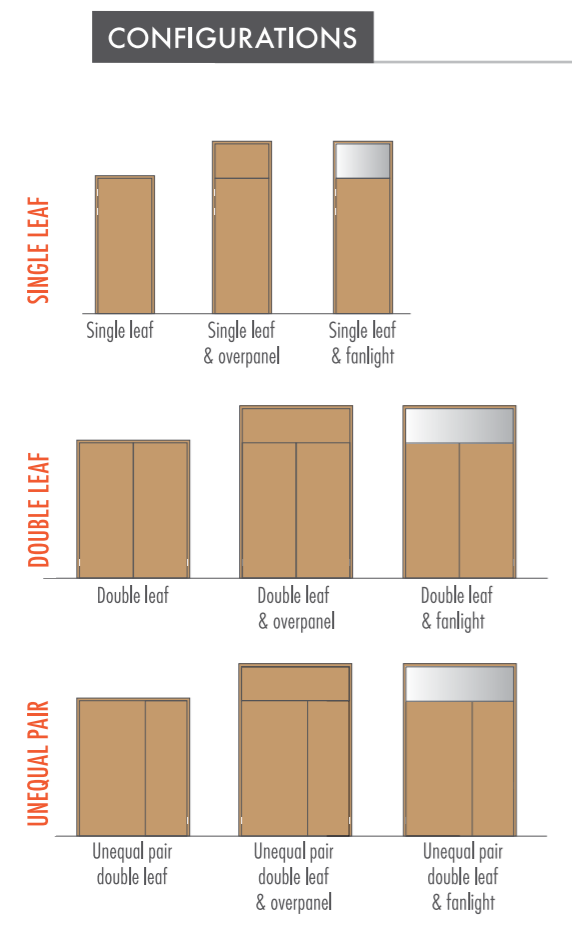 CONFIGURATIONS
SINGLE LEAF
Single leaf
Single leaf
& overpanel
Single leaf
& fanlight
DOUBLE LEAF
Double leaf
Double leaf
& overpanel
Double leaf
& fanlight
UNEQUAL PAIR
Unequal pair
double leaf
Unequal pair
double leaf
& overpanel
Unequal pair
double leaf
& fanlight